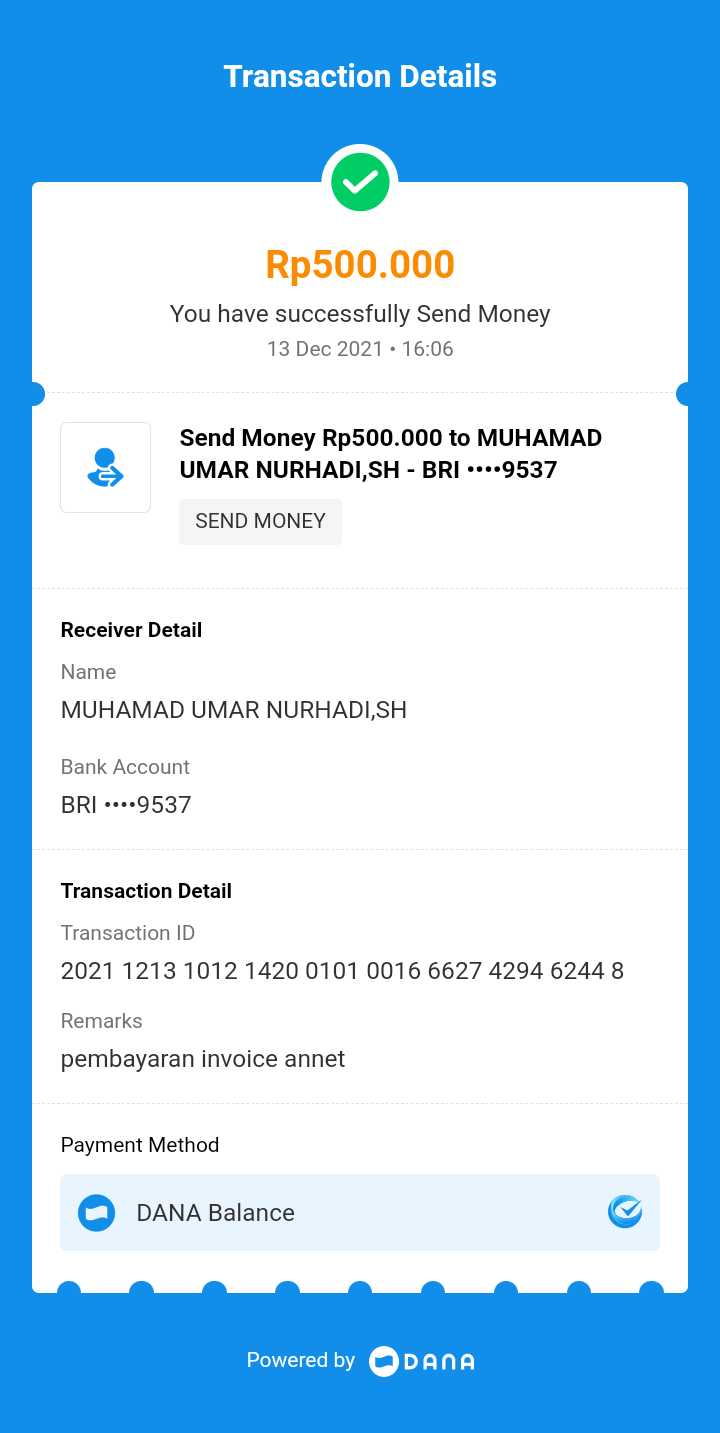 Transaction Details
Rp500.000
You have successfully Send Money
13 Dec 2021 • 16:06
Send Money Rp500.000 to MUHAMAD
UMAR NURHADI,SH - BRI ••••9537
SEND MONEY
Receiver Detail
Name
MUHAMAD UMAR NURHADI,SH
Bank Account
BRI ••••9537
Transaction Detail
Transaction ID
2021 1213 1012 1420 0101 0016 6627 4294 6244 8
Remarks
pembayaran invoice annet
Payment Method
DANA Balance
Powered by DANA